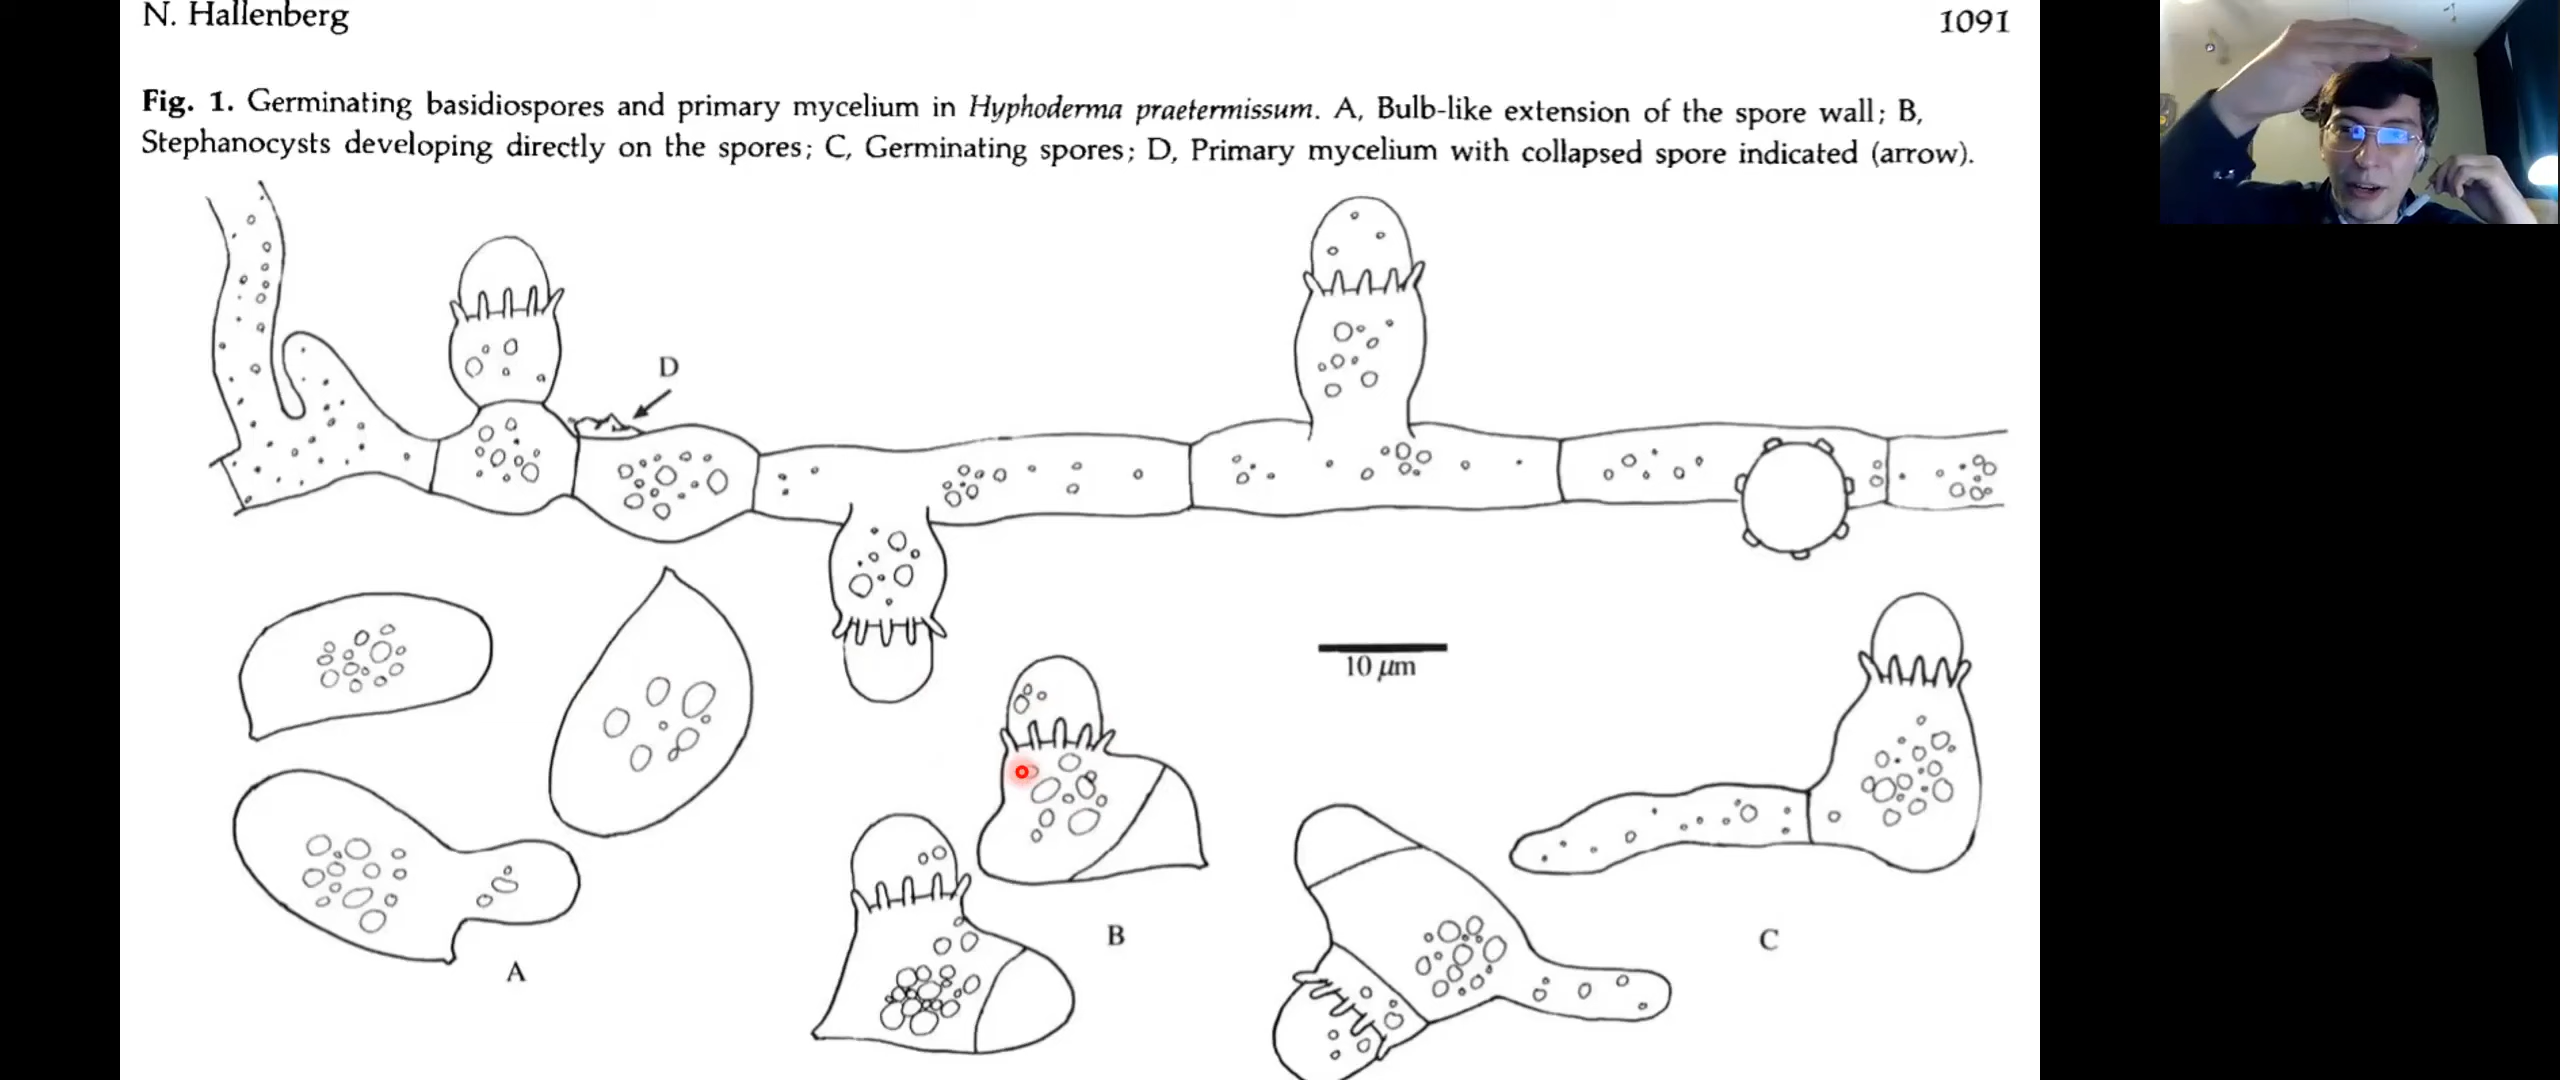 N. Hallenberg 1091
Fig. 1. Germinating basidiospores and primary mycelium in Hyphoderma praetermissum. A, Bulb-like extension of the spore wall; B,
Stephanocysts developing directly on the spores; C, Germinating spores; D, Primary mycelium with collapsed spore indicated (arrow).
D
10 μm
B
C
A